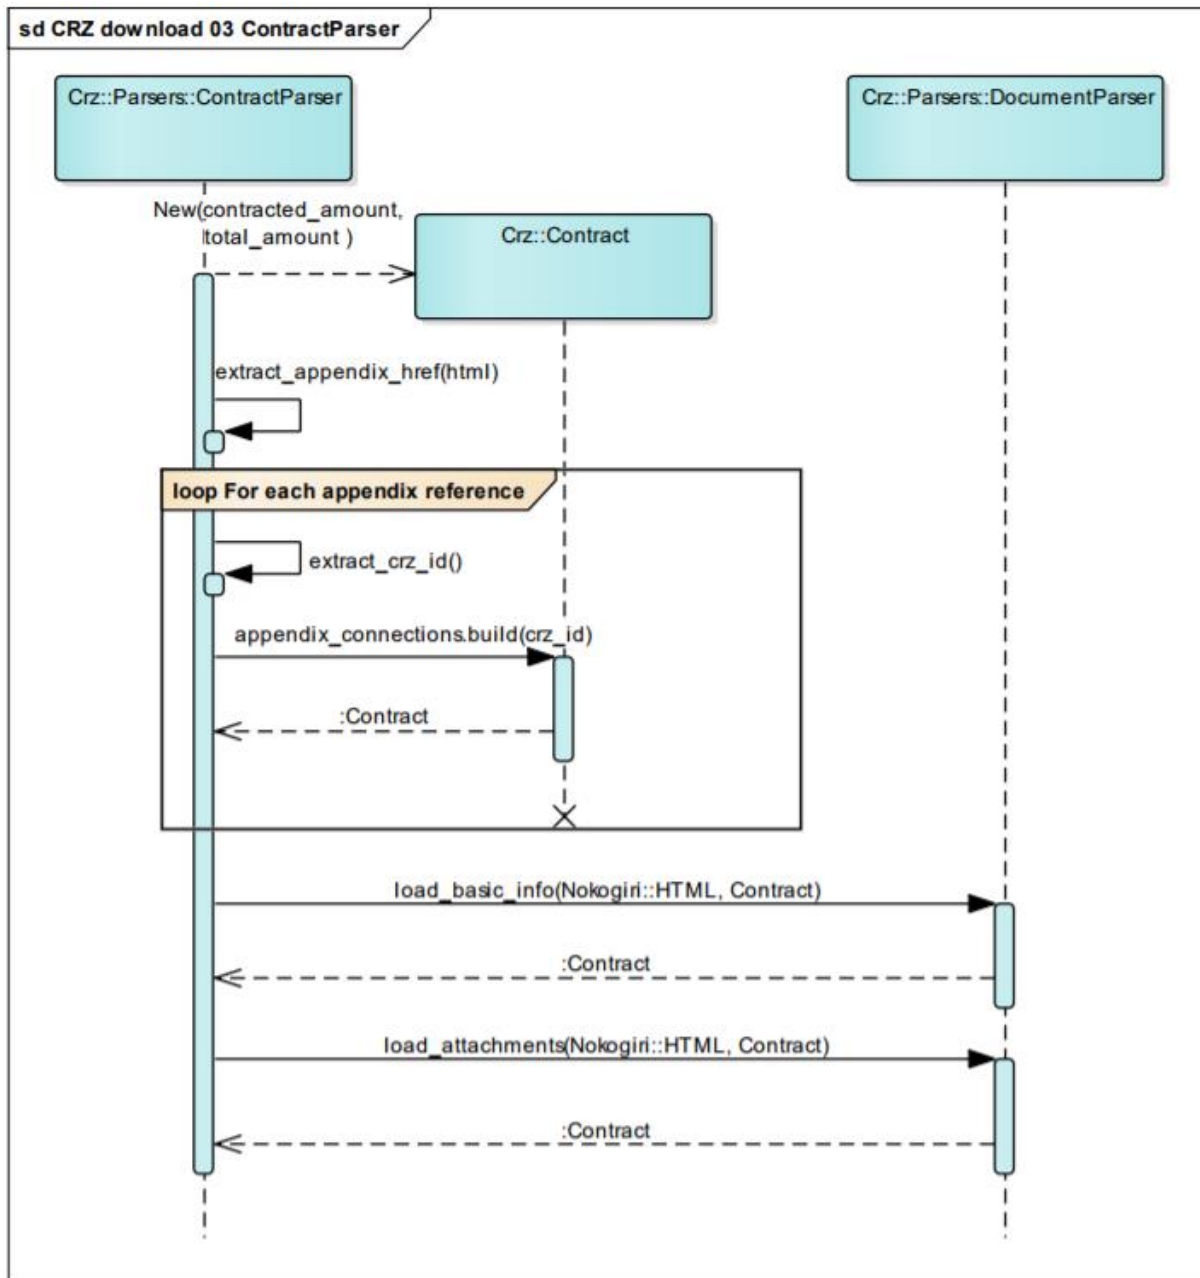 sd CRZ download 03 ContractParser
Crz::Parsers::ContractParser
Crz::Parsers::DocumentParser
New(contracted_amount,
total_amount )
Crz::Contract
extract_appendix_href(html)
loop For each appendix reference
extract_crz_id()
appendix_connections.build(crz_id)
:Contract
load_basic_info(Nokogiri::HTML, Contract)
:Contract
load_attachments(Nokogiri::HTML, Contract)
:Contract